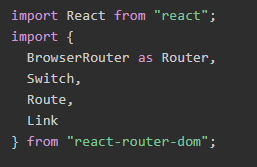 import React from "react";
import {
  BrowserRouter as Router,
  Switch,
  Route,
  Link
} from "react-router-dom";